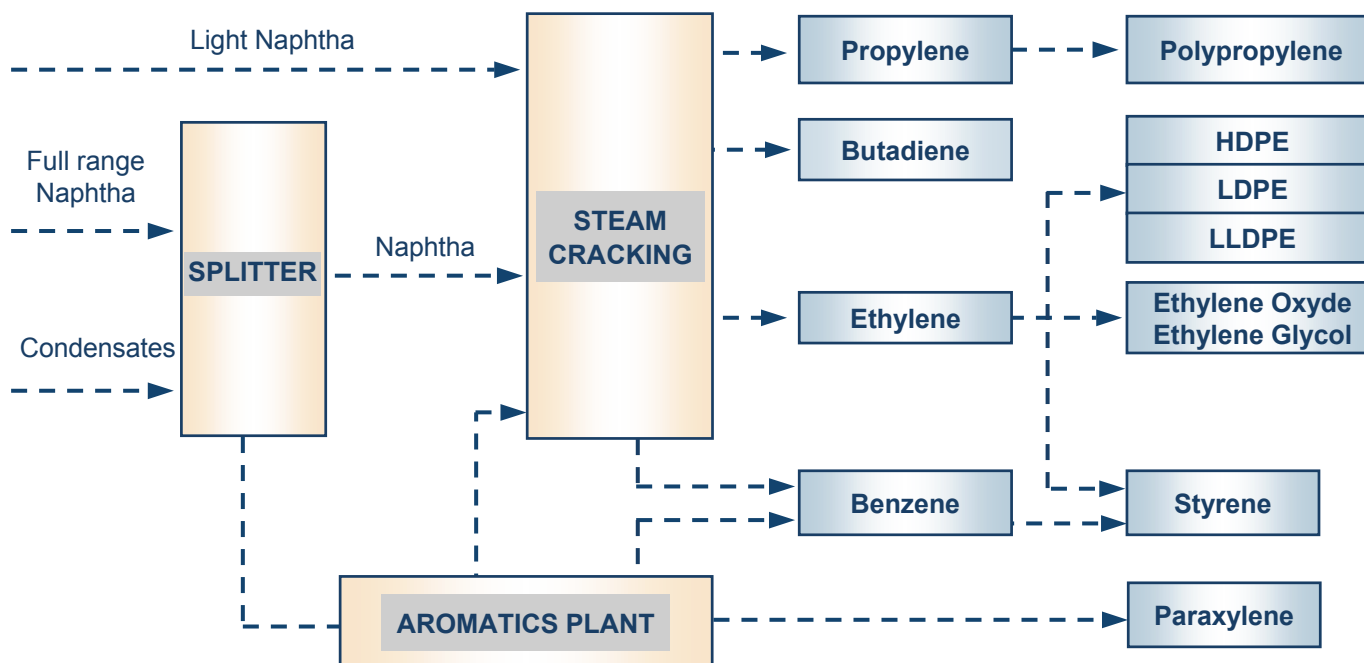 Light Naphtha
Propylene
Polypropylene
Full range
Naphtha
Butadiene
HDPE
LDPE
LLDPE
STEAM
CRACKING
Naphtha
SPLITTER
Condensates
Ethylene
Ethylene Oxyde
Ethylene Glycol
Benzene
Styrene
AROMATICS PLANT
Paraxylene